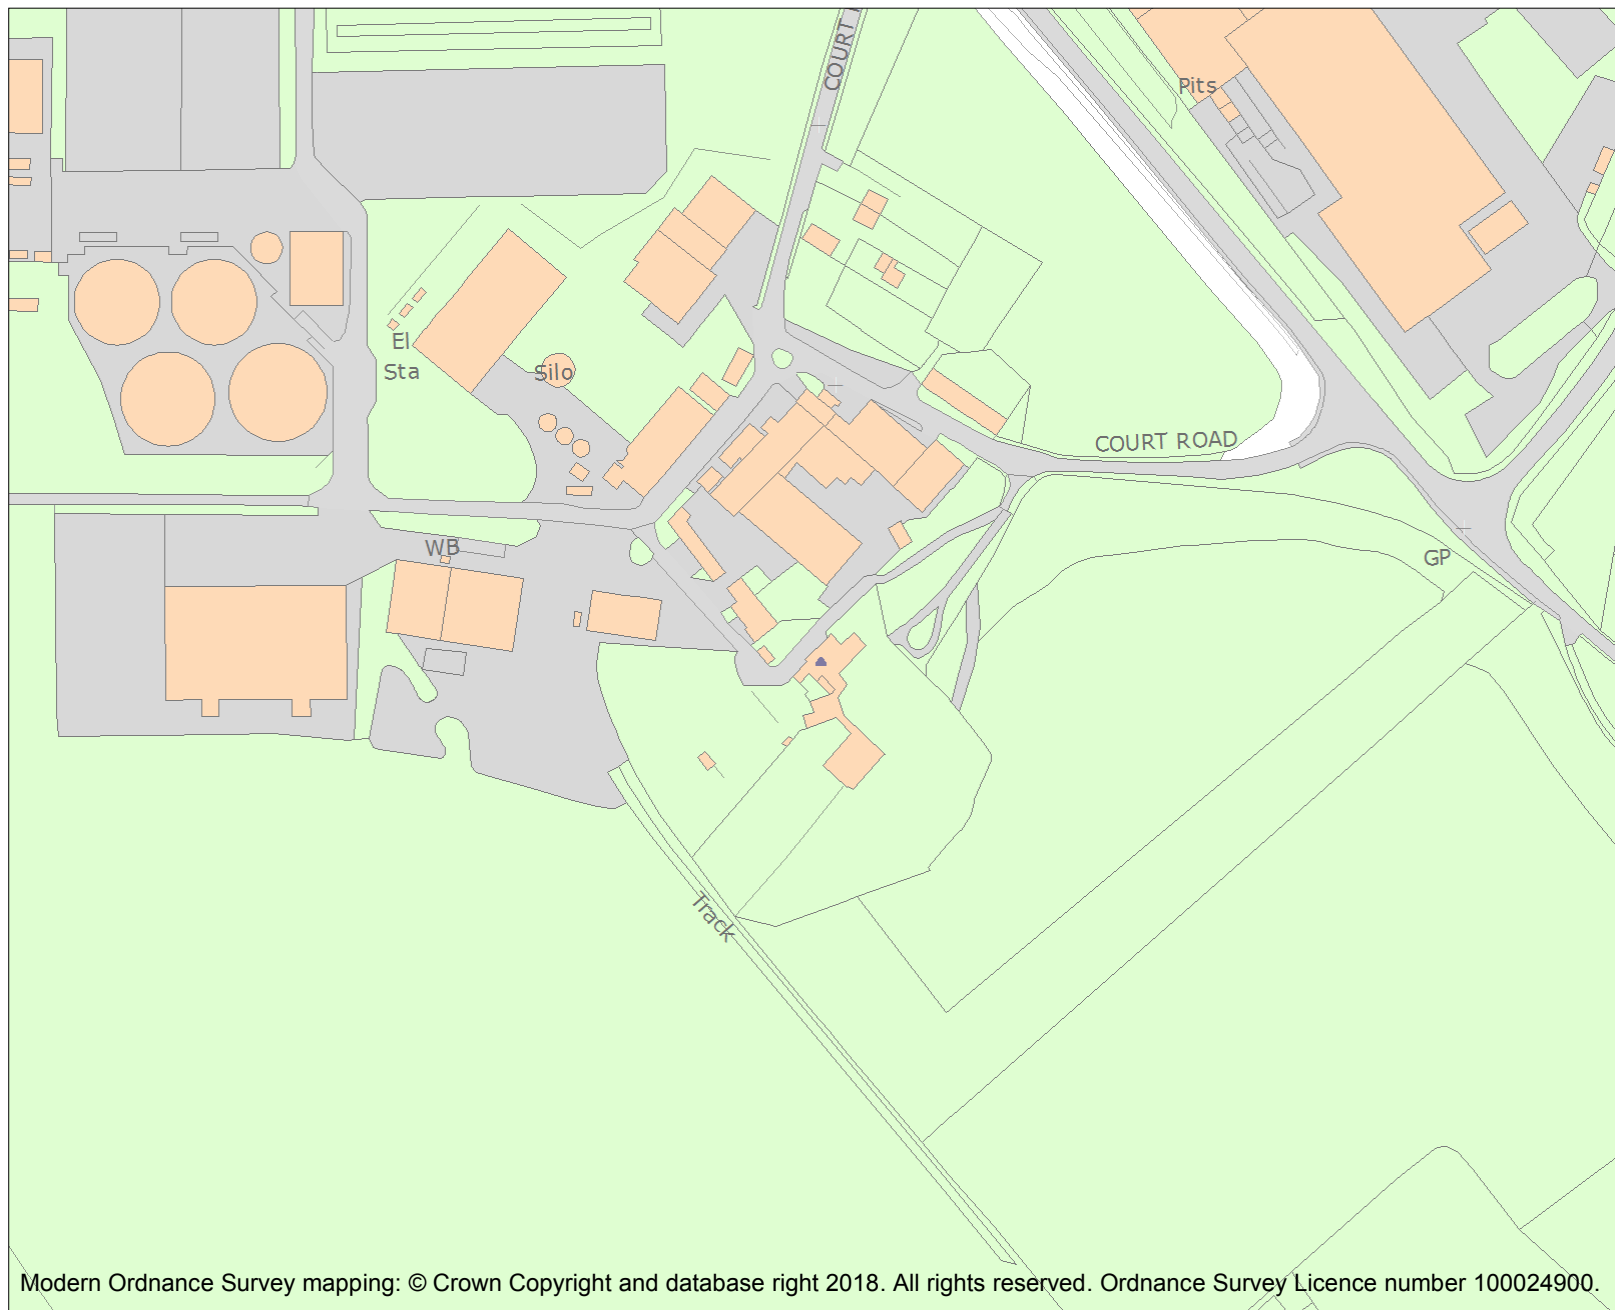 COURT
Pits
El
Sta
Silo
COURT ROAD
WB
GP
Track
Modern Ordnance Survey mapping: © Crown Copyright and database right 2018. All rights reserved. Ordnance Survey Licence number 100024900.